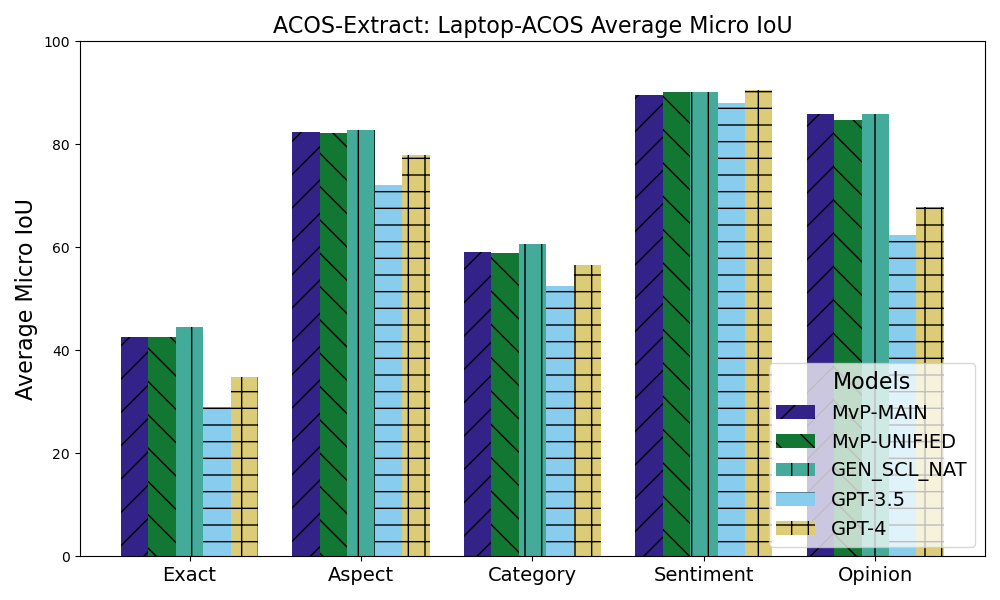 ACOS-Extract: Laptop-ACOS Average Micro IoU
Average Micro IoU
100
80
60
40
20
0
Exact Aspect Category Sentiment Opinion
Models
MvP-MAIN
MvP-UNIFIED
GEN_SCL_NAT
GPT-3.5
GPT-4